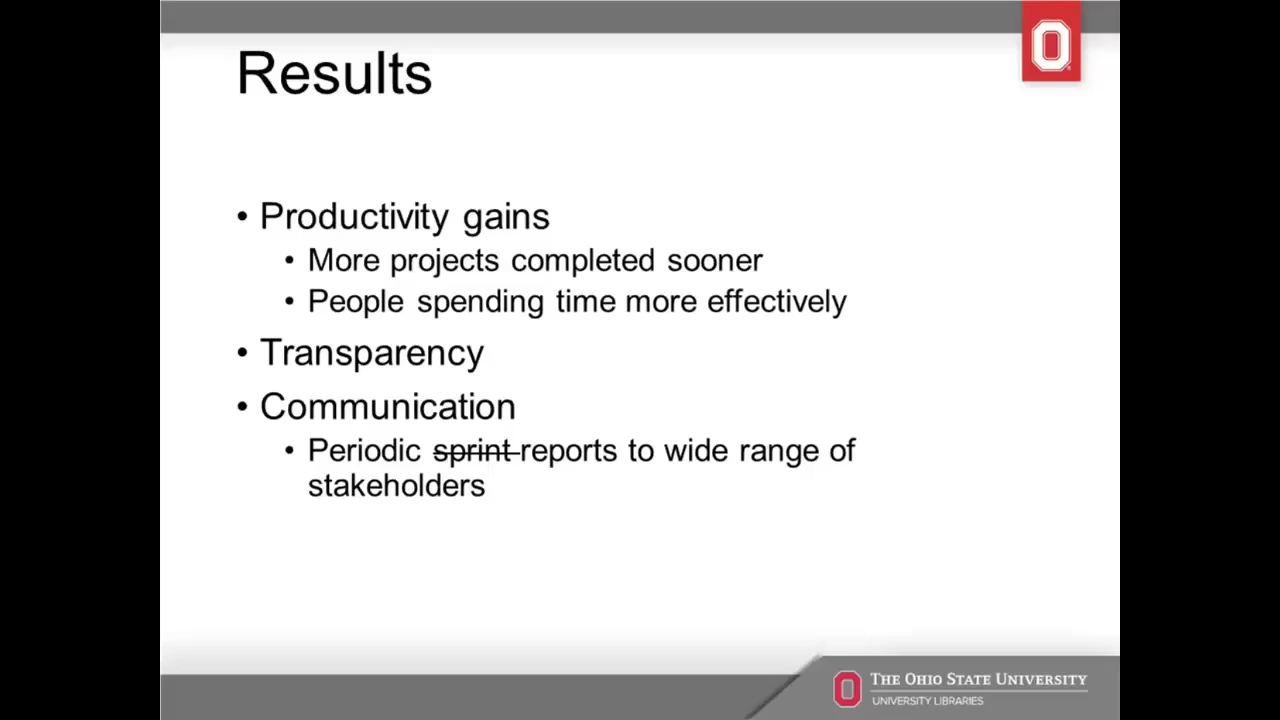 Results
• Productivity gains
• More projects completed sooner
• People spending time more effectively
• Transparency
• Communication
• Periodic sprint reports to wide range of
stakeholders
THE OHIO STATE UNIVERSITY
UNIVERSITY LIBRARIES